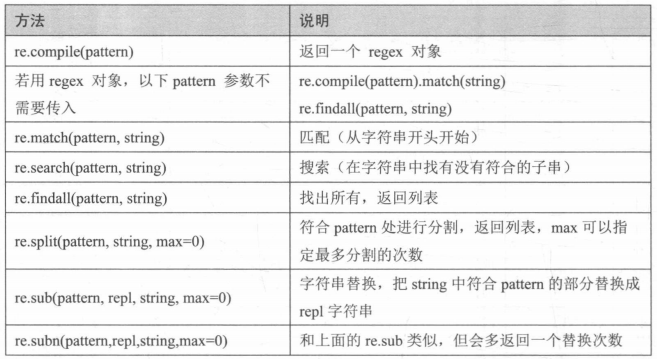 方法 说明
re.compile(pattern) 返回一个 regex 对象
若用 regex 对象，以下 pattern 参数不 re.compile(pattern).match(string)
需要传入 re.findall(pattern, string)
re.match(pattern, string) 匹配（从字符串开头开始）
re.search(pattern, string) 搜索（在字符串中找有没有符合的子串）
re.findall(pattern, string) 找出所有，返回列表
re.split(pattern, string, max=0) 符合 pattern 处进行分割，返回列表，max 可以指
定最多分割的次数
re.sub(pattern, repl, string, max=0) 字符串替换，把 string 中符合 pattern 的部分替换成
repl 字符串
re.subn(pattern,repl,string,max=0) 和上面的 re.sub 类似，但会多返回一个替换次数